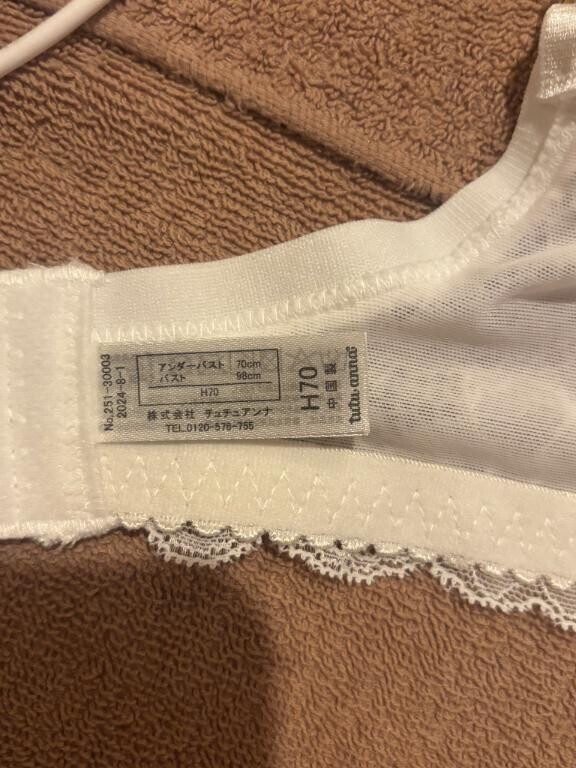 No.251-30003
2024-8-1
アンダーバスト 70cm
バスト 98cm
H70
株式会社 チュチュアンナ
TEL.0120-576-755
H70
中国製
tutu anna